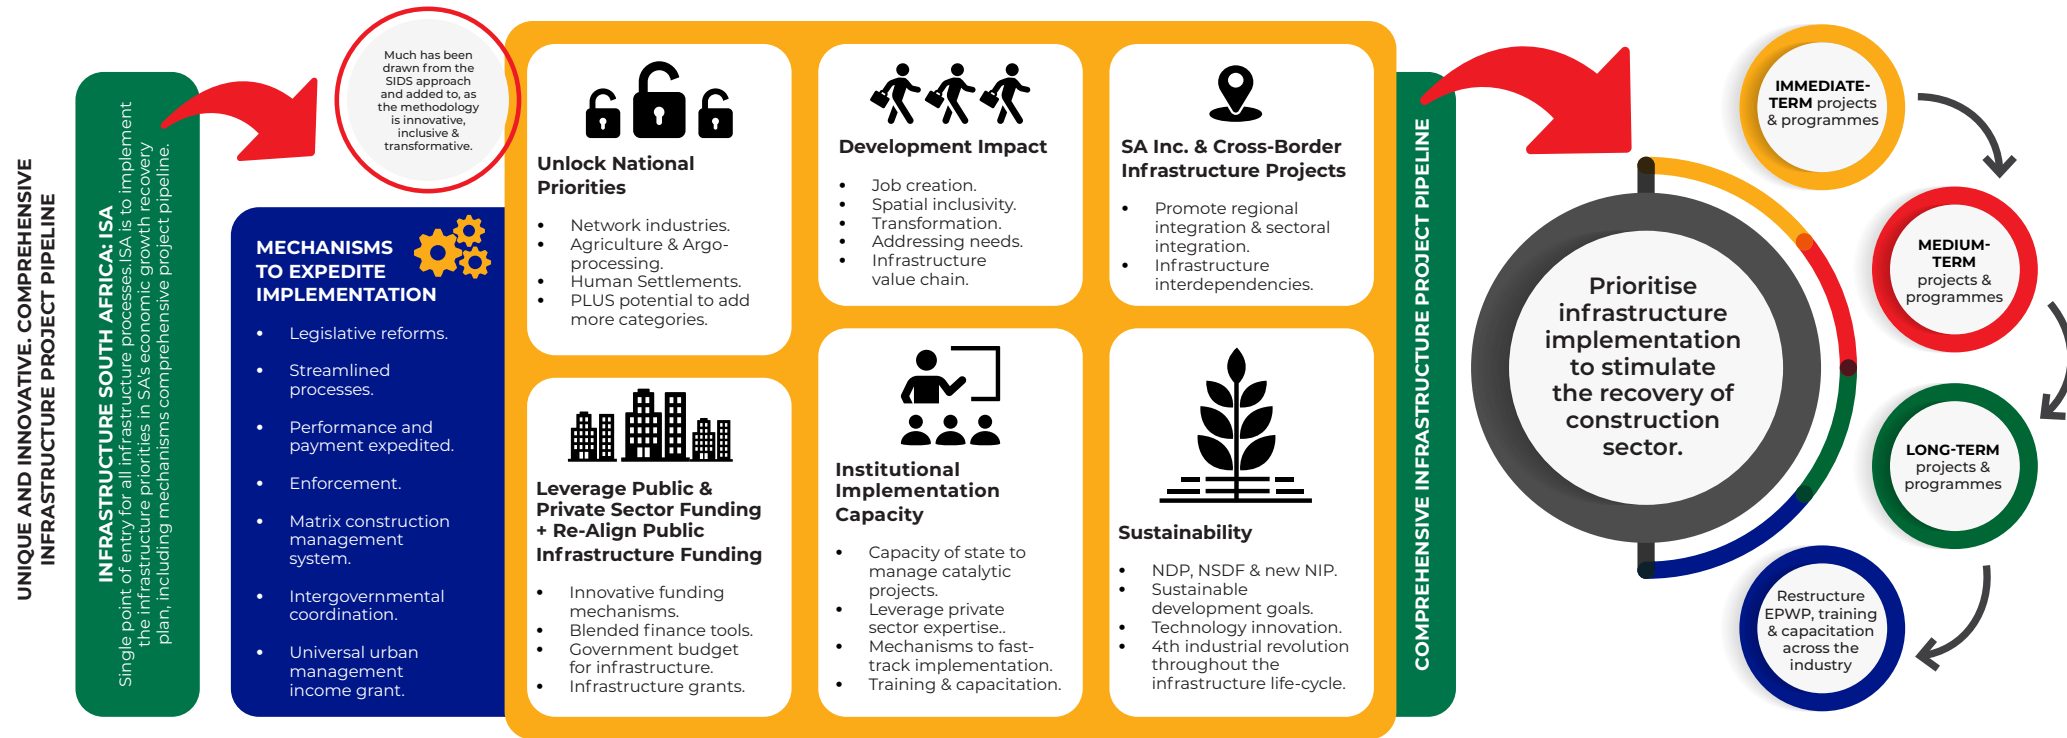 UNIQUE AND INNOVATIVE. COMPREHENSIVE
INFRASTRUCTURE PROJECT PIPELINE
INFRASTRUCTURE SOUTH AFRICA: ISA
Single point of entry for all infrastructure processes.ISA is to implement
the infrastructure priorities in SA's economic growth recovery
plan, including mechanisms comprehensive project pipeline.
Much has been
drawn from the
SIDS approach
and added to, as
the methodology
is innovative,
inclusive &
transformative.
MECHANISMS
TO EXPEDITE
IMPLEMENTATION
• Legislative reforms.
• Streamlined
processes.
• Performance and
payment expedited.
• Enforcement.
• Matrix construction
management
system.
• Intergovernmental
coordination.
• Universal urban
management
income grant.
Unlock National
Priorities
• Network industries.
• Agriculture & Argo-
processing.
• Human Settlements.
• PLUS potential to add
more categories.
Leverage Public &
Private Sector Funding
+ Re-Align Public
Infrastructure Funding
• Innovative funding
mechanisms.
• Blended finance tools.
• Government budget
for infrastructure.
• Infrastructure grants.
Development Impact
• Job creation.
• Spatial inclusivity.
• Transformation.
• Addressing needs.
• Infrastructure
value chain.
Institutional
Implementation
Capacity
• Capacity of state to
manage catalytic
projects.
• Leverage private
sector expertise..
• Mechanisms to fast-
track implementation.
• Training & capacitation.
SA Inc. & Cross-Border
Infrastructure Projects
• Promote regional
integration & sectoral
integration.
• Infrastructure
interdependencies.
Sustainability
• NDP, NSDF & new NIP.
• Sustainable
development goals.
• Technology innovation.
• 4th industrial revolution
throughout the
infrastructure life-cycle.
COMPREHENSIVE INFRASTRUCTURE PROJECT PIPELINE
Prioritise
infrastructure
implementation
to stimulate
the recovery of
construction
sector.
IMMEDIATE-
TERM projects
& programmes
MEDIUM-
TERM
projects &
programmes
LONG-TERM
projects &
programmes
Restructure
EPWP, training
& capacitation
across the
industry